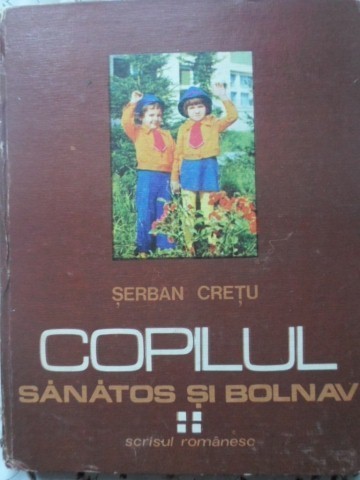 ȘERBAN CREȚU
COPILUL
SĂNĂTOS ȘI BOLNAV
scrisul românesc